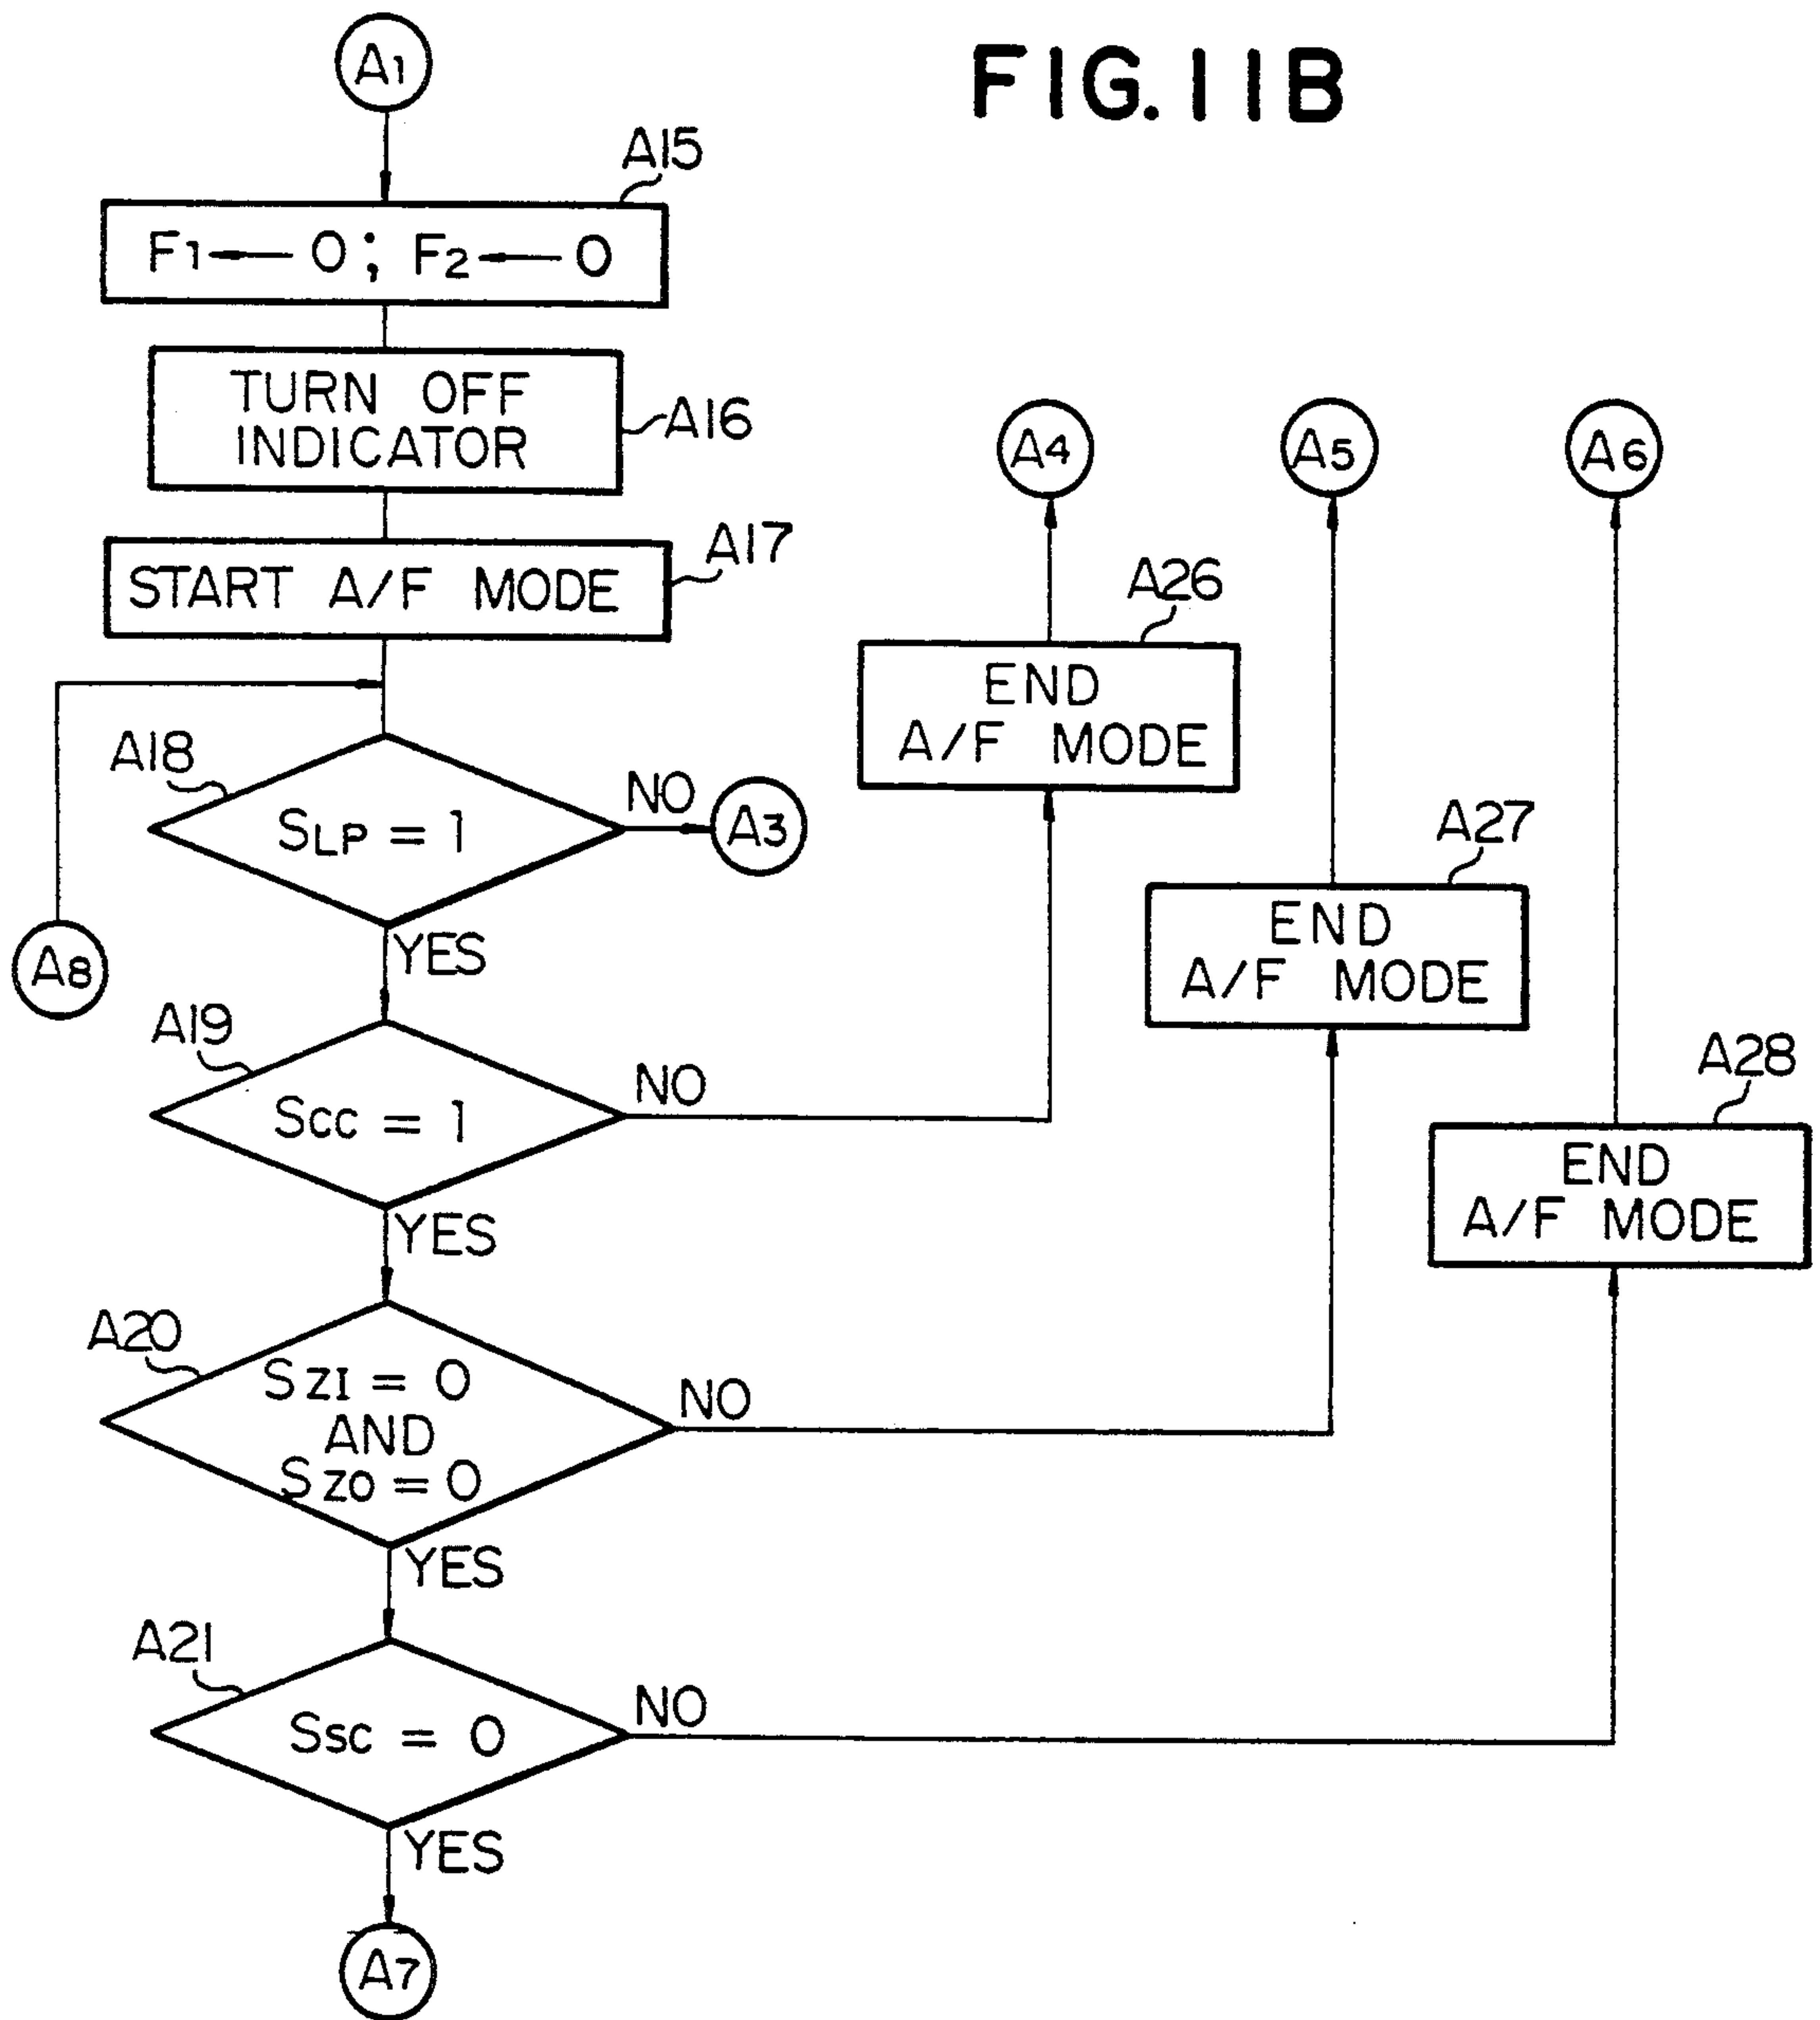 FIG. 11B
A1
A15
F1 ← 0 ; F2 ← 0
TURN OFF
INDICATOR
A16
START A/F MODE
A17
A18
SLP = 1
NO
A3
YES
A8
A19
SCC = 1
NO
YES
A20
SZI = 0
AND
SZO = 0
NO
YES
A21
SSC = 0
NO
YES
A7
A4
A26
END
A/F MODE
A5
A27
END
A/F MODE
A6
A28
END
A/F MODE